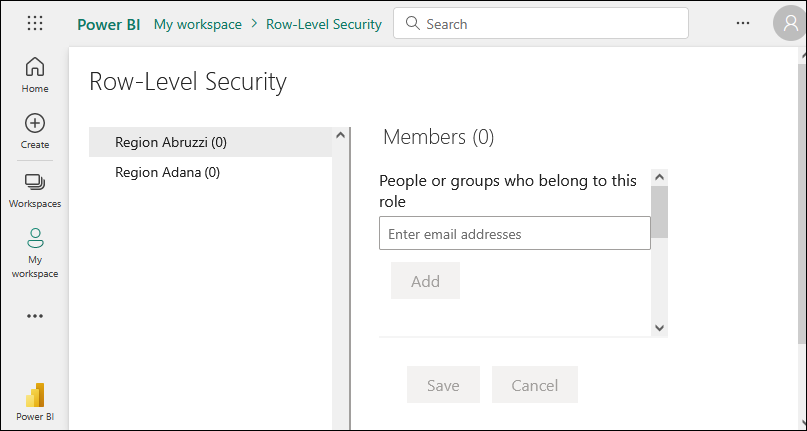 Power BI My workspace > Row-Level Security
Search
...
Home
Create
Workspaces
My
workspace
...
Power BI
Row-Level Security
Region Abruzzi (0)
Region Adana (0)
Members (0)
People or groups who belong to this
role
Enter email addresses
Add
Save Cancel